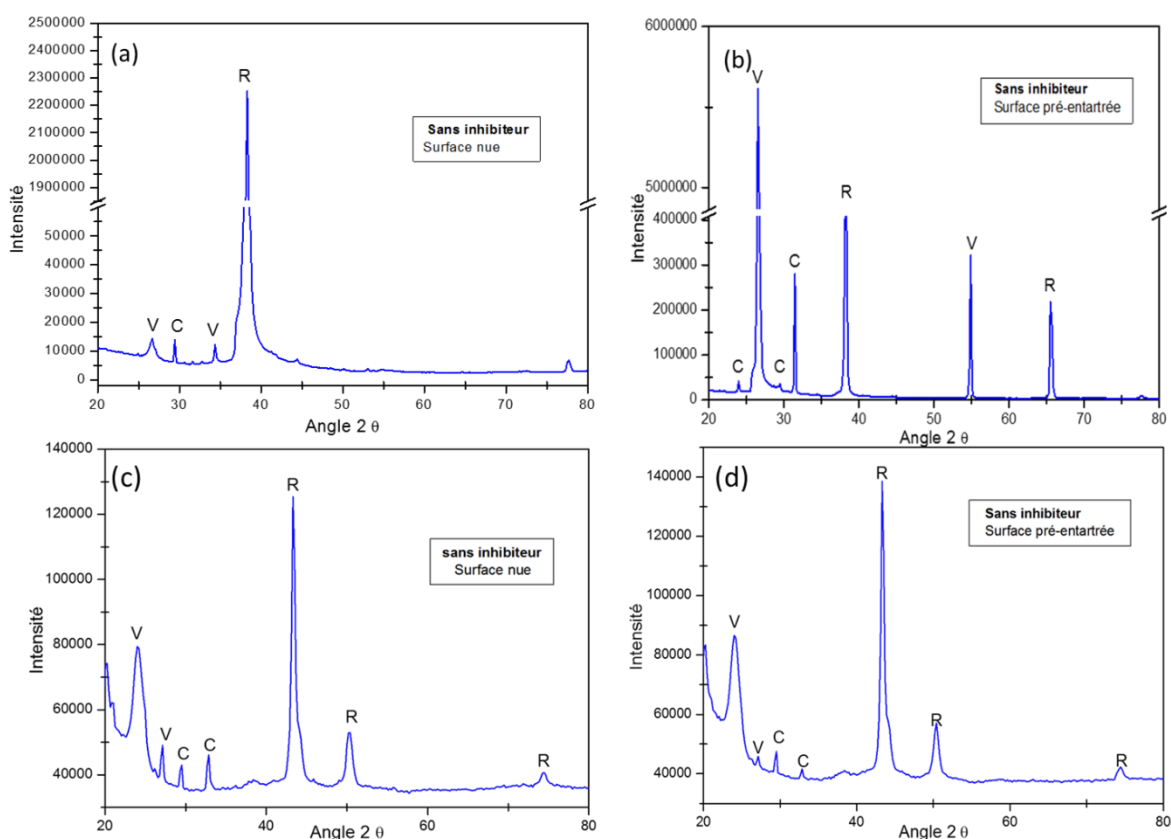 (a)
R
Sans inhibiteur
Surface nue
V
C
V
2500000
2400000
2300000
2200000
2100000
2000000
1900000
50000
40000
30000
20000
10000
0
Intensité
20 30 40 50 60 70 80
Angle 2 θ
(b)
V
Sans inhibiteur
Surface pré-entartrée
R
C
V
R
C
C
6000000
5000000
400000
300000
200000
100000
0
Intensité
20 30 40 50 60 70 80
Angle 2 θ
(c)
R
sans inhibiteur
Surface nue
V
R
V
C
C
R
140000
120000
100000
80000
60000
40000
Intensité
20 40 60 80
Angle 2 θ
(d)
R
Sans inhibiteur
Surface pré-entartrée
V
R
V
C
C
R
140000
120000
100000
80000
60000
40000
Intensité
20 40 60 80
Angle 2 θ